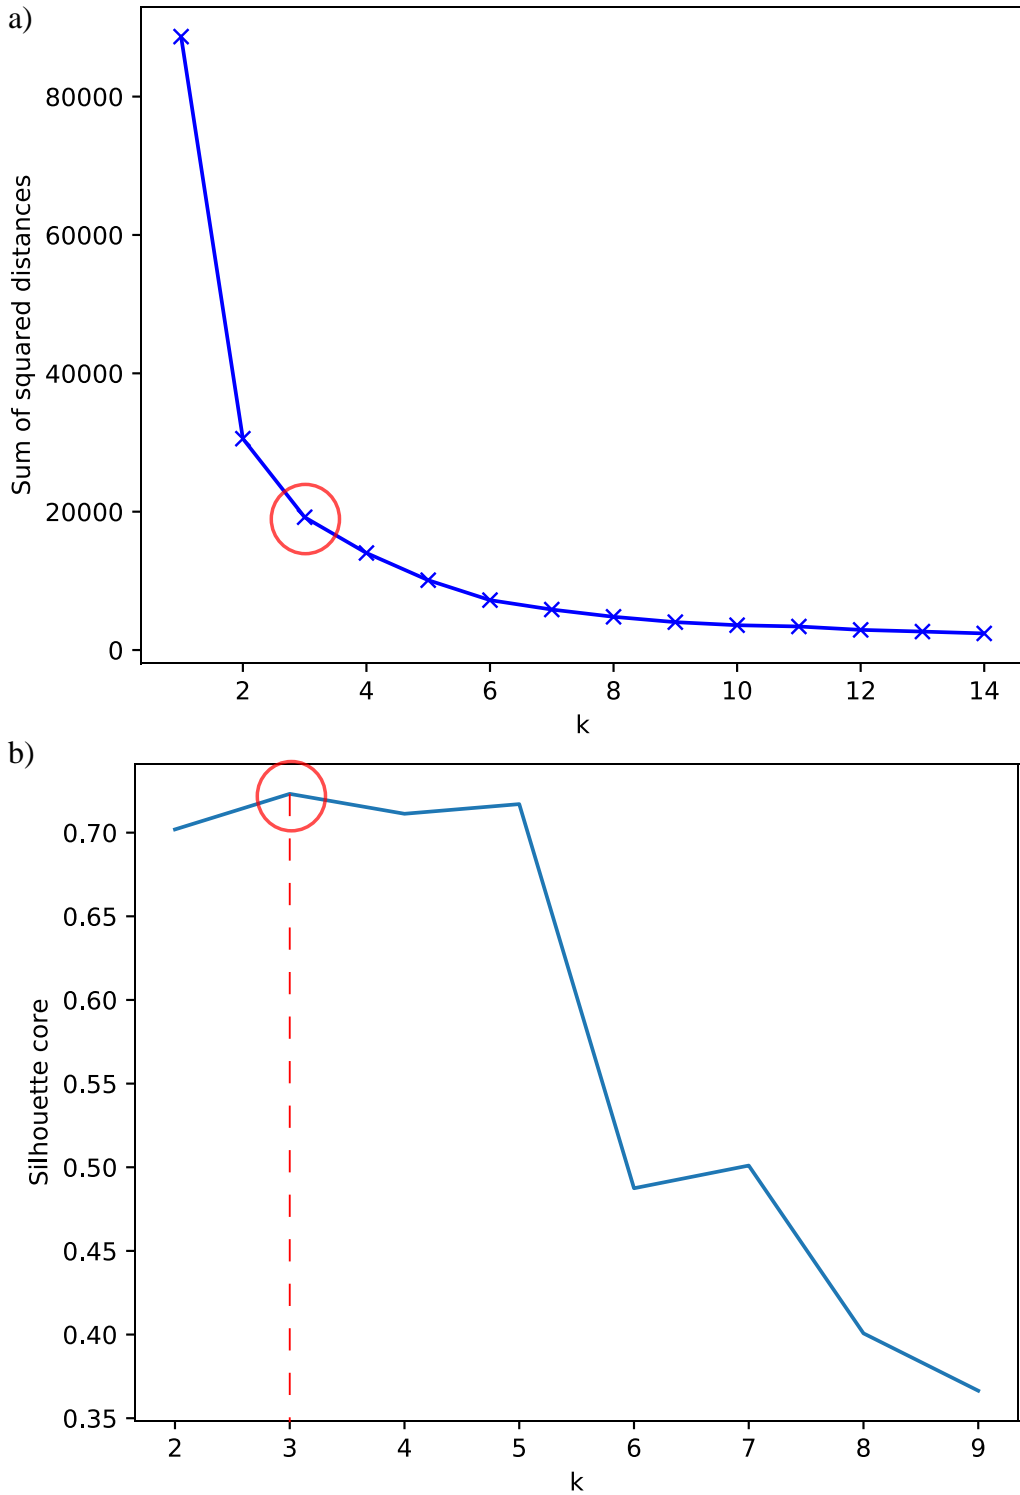 a)
80000
60000
40000
20000
0
Sum of squared distances
2 4 6 8 10 12 14
k
b)
0.70
0.65
0.60
0.55
0.50
0.45
0.40
0.35
Silhouette core
2 3 4 5 6 7 8 9
k